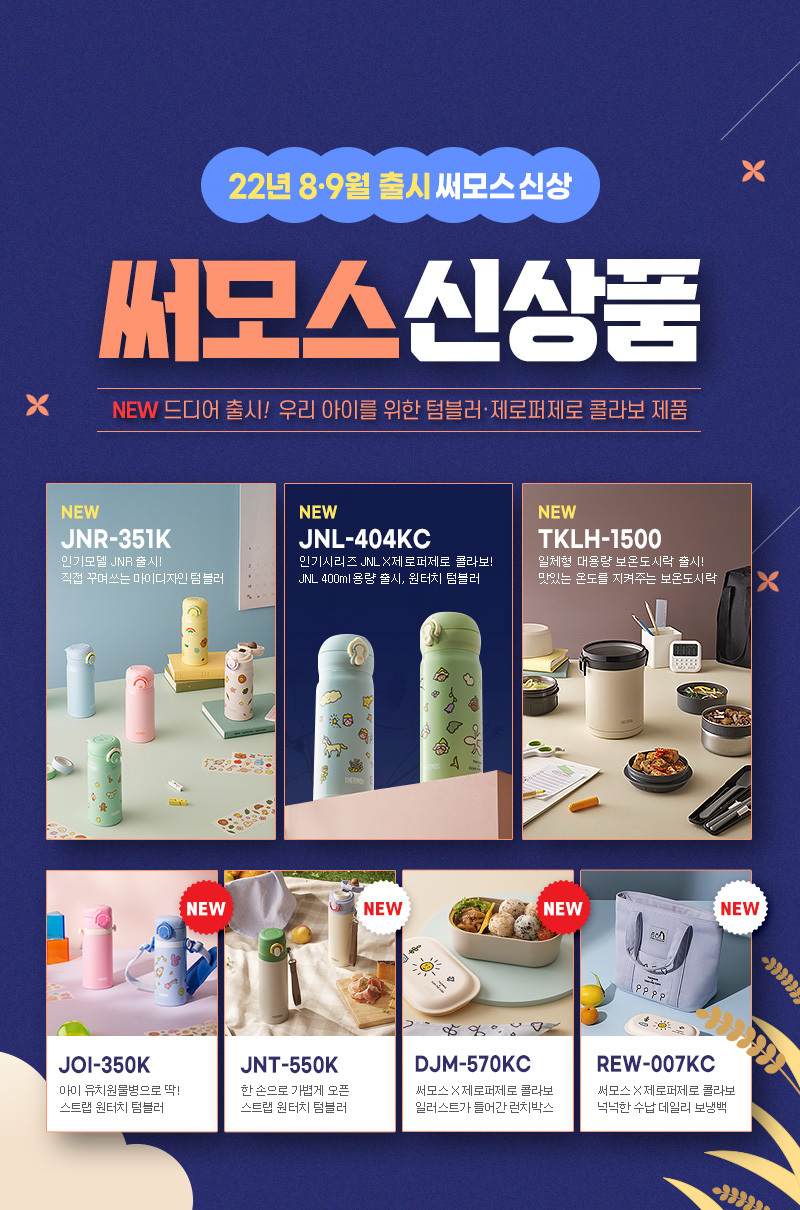 22년 8·9월 출시 써모스 신상
써모스 신상품
NEW 드디어 출시! 우리 아이를 위한 텀블러·제로퍼제로 콜라보 제품
NEW
JNR-351K
인기모델 JNR 출시!
직접 꾸며쓰는 마이디자인 텀블러
NEW
JNL-404KC
인기시리즈 JNL X 제로퍼제로 콜라보!
JNL 400ml 용량 출시, 원터치 텀블러
NEW
TKLH-1500
일체형 대용량 보온도시락 출시!
맛있는 온도를 지켜주는 보온도시락
NEW
JOI-350K
아이 유치원물병으로 딱!
스트랩 원터치 텀블러
NEW
JNT-550K
한 손으로 가볍게 오픈
스트랩 원터치 텀블러
NEW
DJM-570KC
써모스 X 제로퍼제로 콜라보
일러스트가 들어간 런치박스
NEW
REW-007KC
써모스 X 제로퍼제로 콜라보
넉넉한 수납 데일리 보냉백